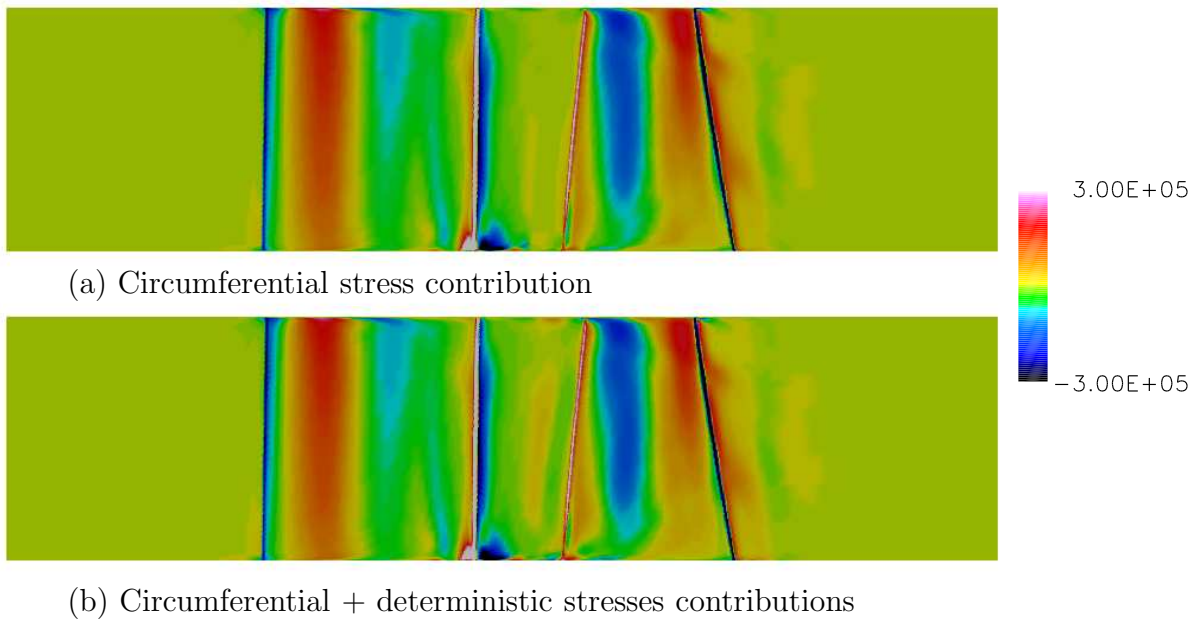 3.00E+05
(a) Circumferential stress contribution
−3.00E+05
(b) Circumferential + deterministic stresses contributions